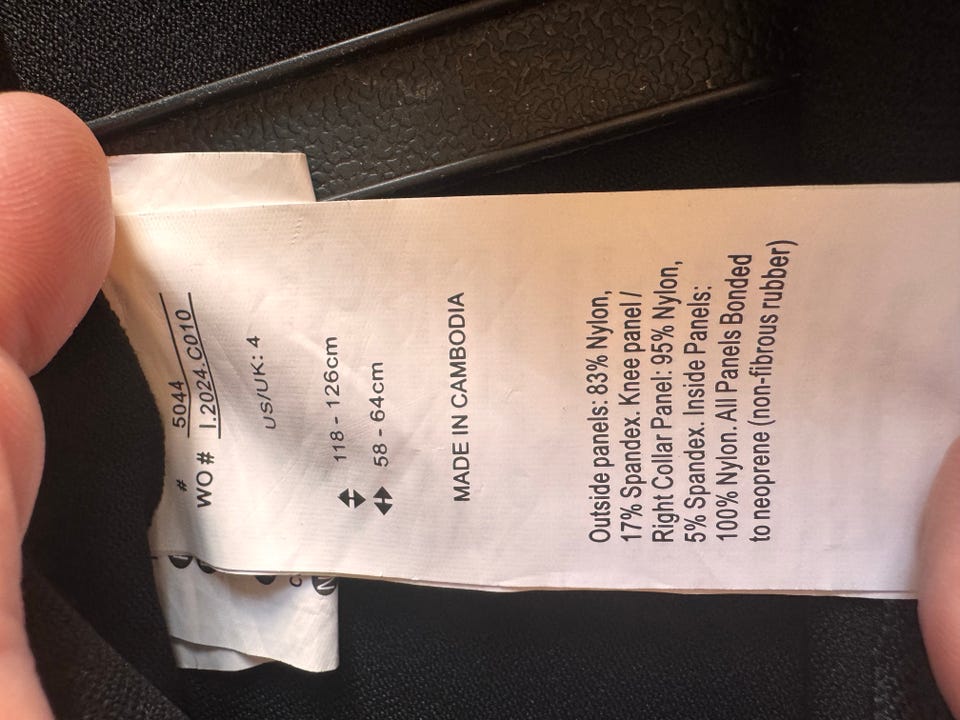 # 5044
WO# I.2024.C010
US/UK: 4
118 - 126cm
58 - 64cm
MADE IN CAMBODIA
Outside panels: 83% Nylon,
17% Spandex. Knee panel /
Right Collar Panel: 95% Nylon,
5% Spandex. Inside Panels:
100% Nylon. All Panels Bonded
to neoprene (non-fibrous rubber)